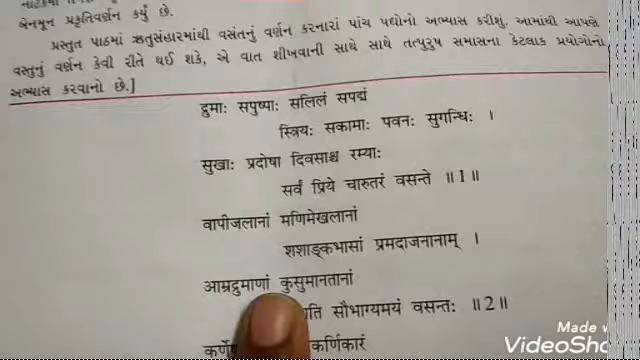 બેનમૂન પ્રકૃતિવર્ણન કર્યું છે.
પ્રસ્તુત પાઠમાં ઋતુસંહારમાંથી વસંતનું વર્ણન કરનારાં પાંચ પદ્યોનો અભ્યાસ કરીશું. આમાંથી આપણે
વસ્તુનું વર્ણન કેવી રીતે થઈ શકે, એ વાત શીખવાની સાથે સાથે તત્પુરુષ સમાસના કેટલાક પ્રયોગોનો
અભ્યાસ કરવાનો છે.]
द्रुमाः सपुष्पाः सलिलं सपद्मं
स्त्रियः सकामाः पवनः सुगन्धिः ।
सुखाः प्रदोषा दिवसाश्च रम्याः
सर्वं प्रिये चारुतरं वसन्ते ॥1॥
वापीजलानां मणिमेखलानां
शशाङ्कभासां प्रमदाजनानाम् ।
आम्रद्रुमाणां कुसुमानतानां
सौभाग्यमयं वसन्तः ॥2॥
कर्णिकारं
Made w
VideoSho